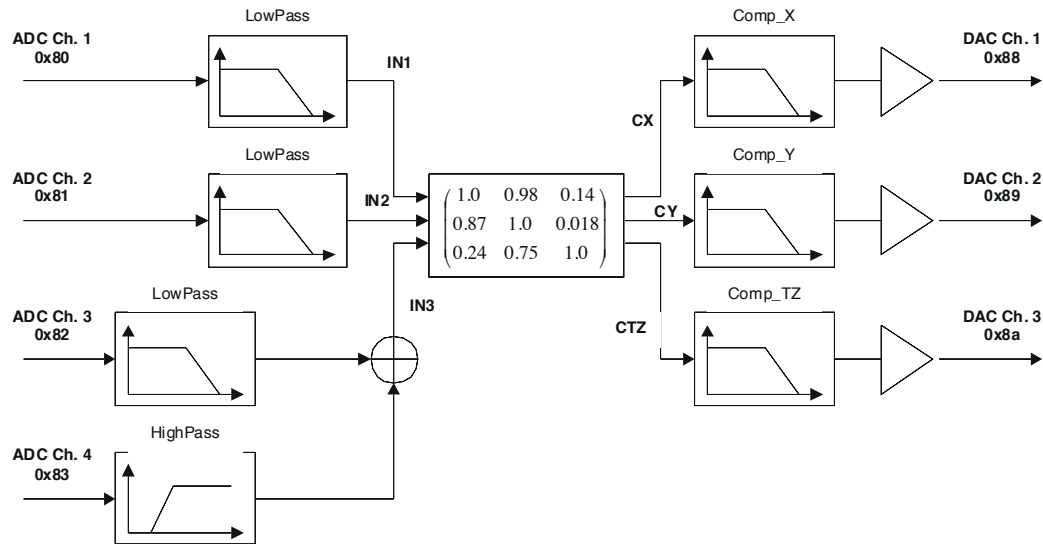 LowPass
ADC Ch. 1
0x80
IN1
LowPass
ADC Ch. 2
0x81
IN2
LowPass
ADC Ch. 3
0x82
IN3
HighPass
ADC Ch. 4
0x83
1.0 0.98 0.14
0.87 1.0 0.018
0.24 0.75 1.0
CX
CY
CTZ
Comp_X
DAC Ch. 1
0x88
Comp_Y
DAC Ch. 2
0x89
Comp_TZ
DAC Ch. 3
0x8a